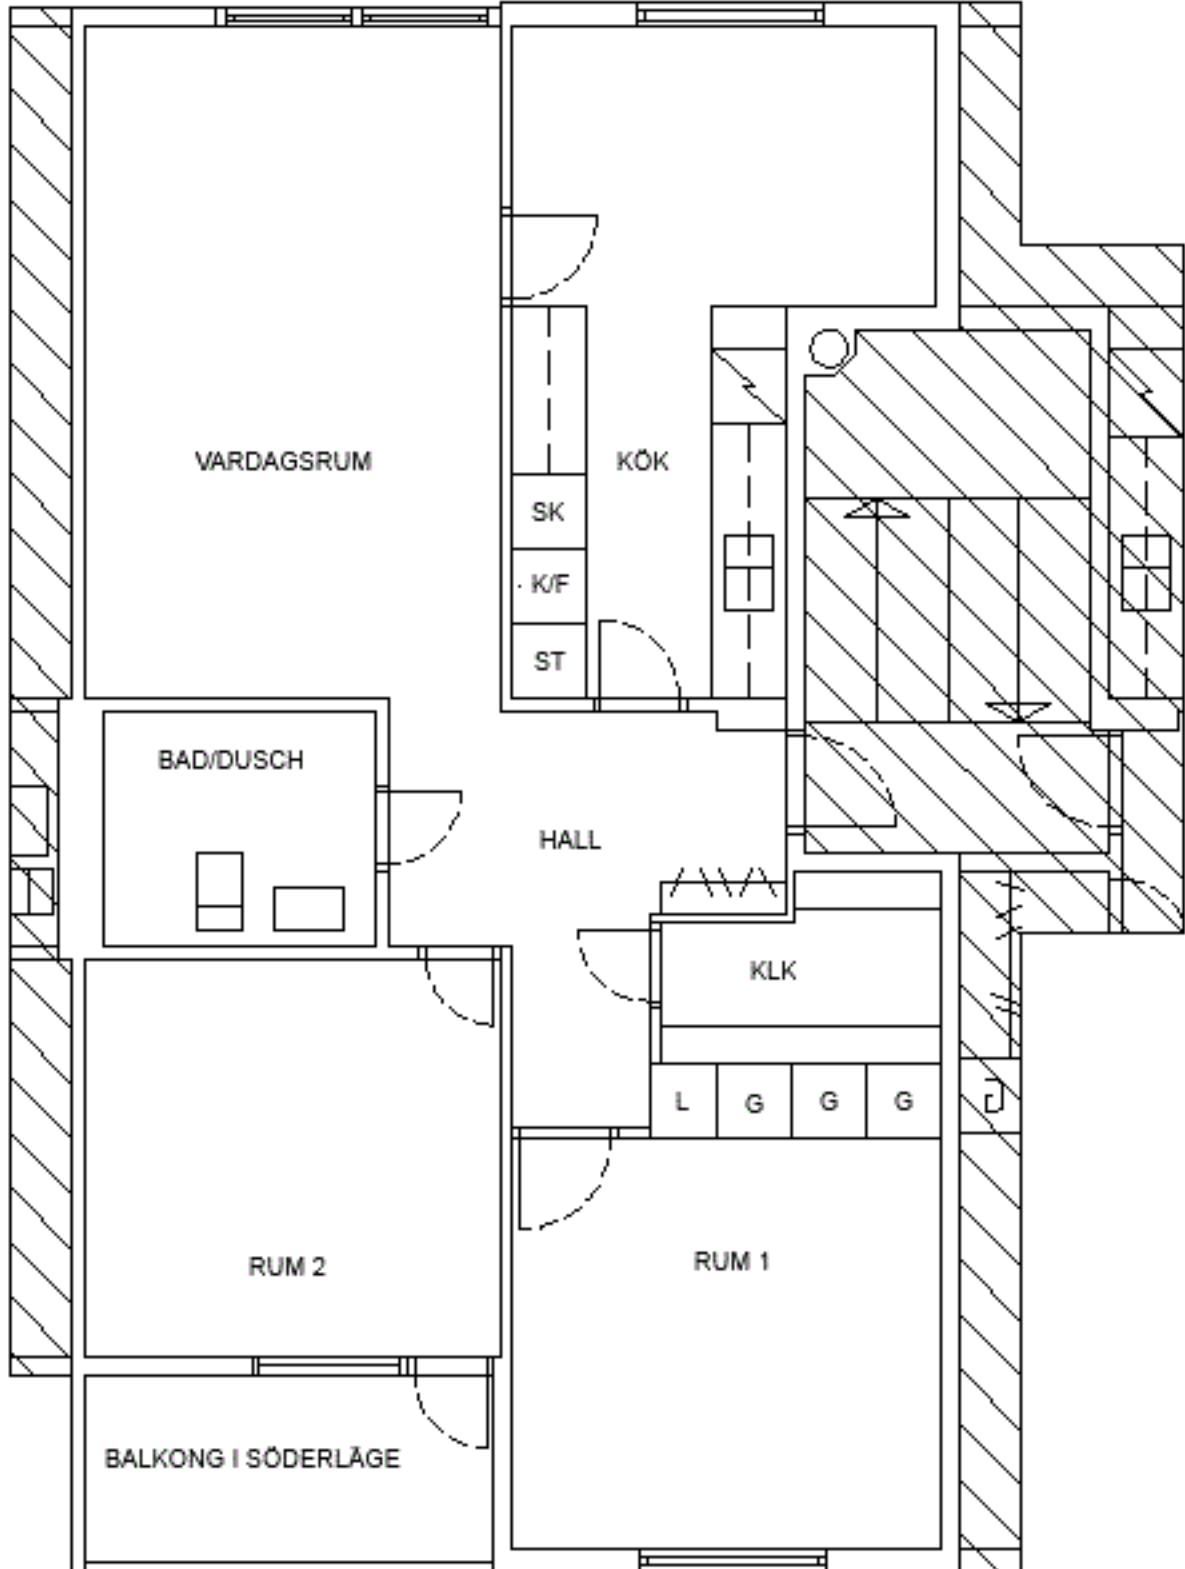 VARDAGSRUM
KÖK
SK
K/F
ST
BAD/DUSCH
HALL
KLK
L
G
G
G
RUM 2
RUM 1
BALKONG I SÖDERLÄGE